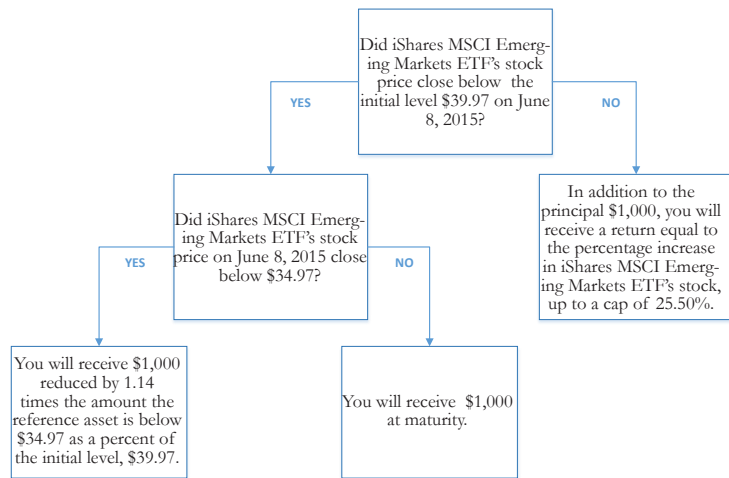 Did iShares MSCI Emerg-
ing Markets ETF's stock
price close below the
initial level $39.97 on June
8, 2015?
YES
NO
Did iShares MSCI Emerg-
ing Markets ETF's stock
price on June 8, 2015 close
below $34.97?
In addition to the
principal $1,000, you will
receive a return equal to
the percentage increase
in iShares MSCI Emerg-
ing Markets ETF's stock,
up to a cap of 25.50%.
YES
NO
You will receive $1,000
reduced by 1.14
times the amount the
reference asset is below
$34.97 as a percent of
the initial level, $39.97.
You will receive $1,000
at maturity.